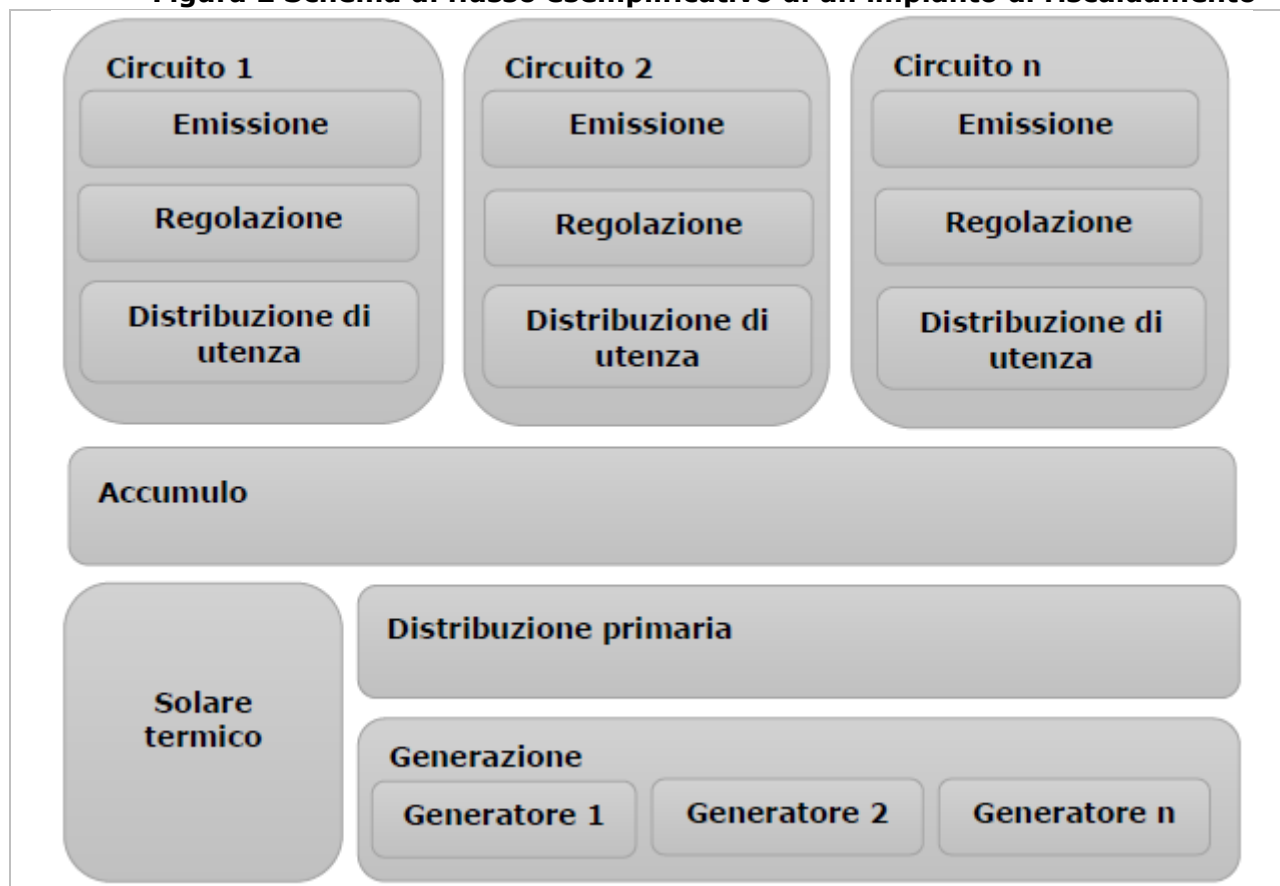 Circuito 1
Emissione
Regolazione
Distribuzione di
utenza
Circuito 2
Emissione
Regolazione
Distribuzione di
utenza
Circuito n
Emissione
Regolazione
Distribuzione di
utenza
Accumulo
Solare
termico
Distribuzione primaria
Generazione
Generatore 1
Generatore 2
Generatore n